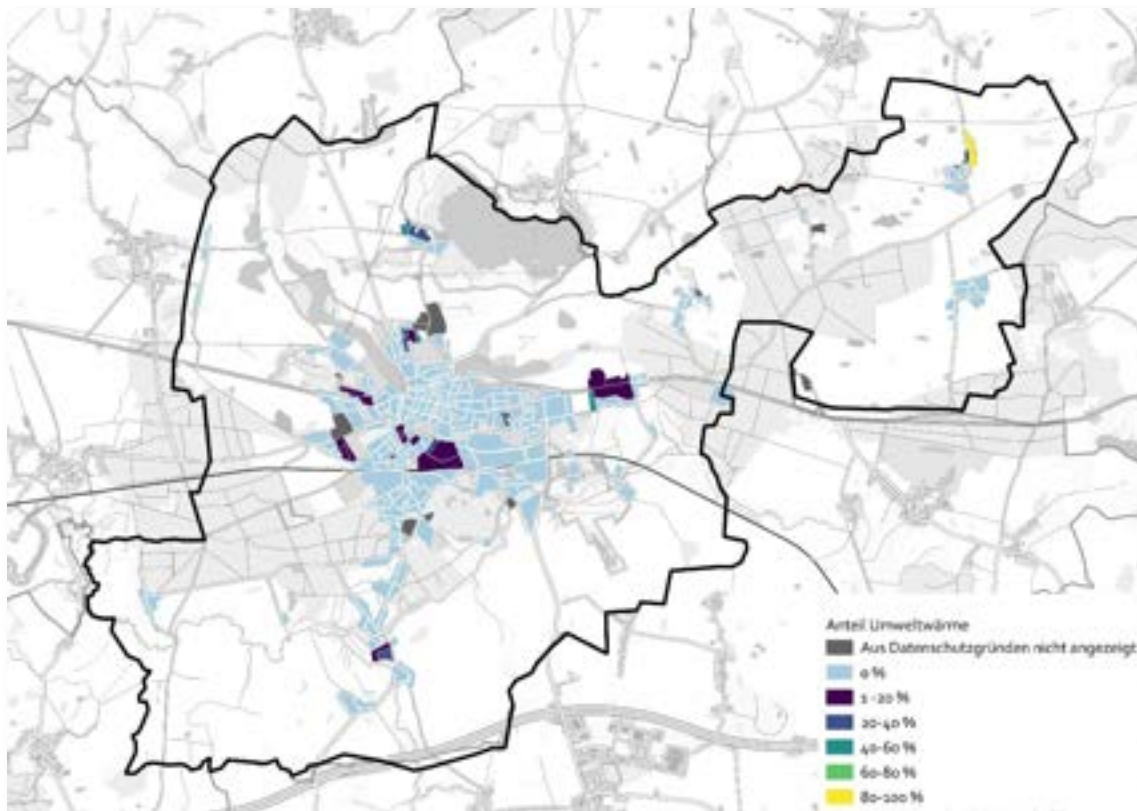 Anteil Umweltwärme
Aus Datenschutzgründen nicht angezeigt
0 %
1 -20 %
20-40 %
40-60 %
60-80 %
80-100 %